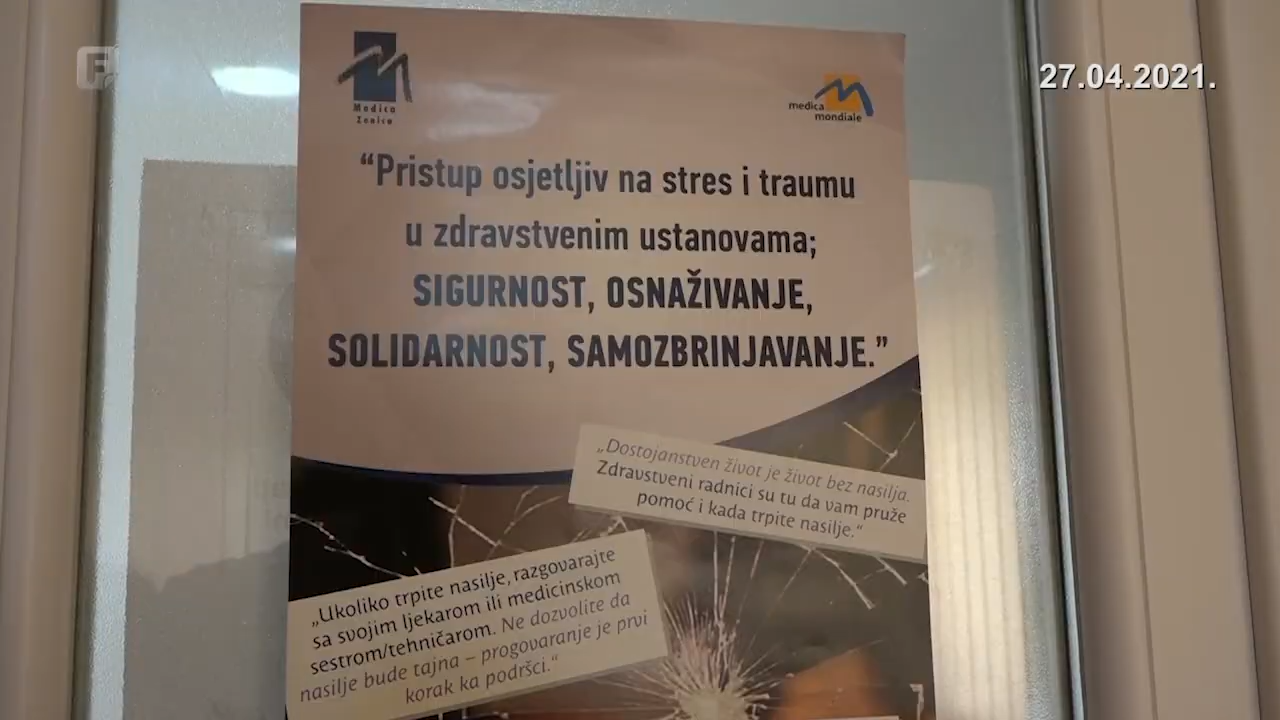 F
27.04.2021.
Medica
Zenica
medica
mondiale
“Pristup osjetljiv na stres i traumu
u zdravstvenim ustanovama;
SIGURNOST, OSNAŽIVANJE,
SOLIDARNOST, SAMOZBRINJAVANJE.”
„Dostojanstven život je život bez nasilja.
Zdravstveni radnici su tu da vam pruže
pomoć i kada trpite nasilje.“
„Ukoliko trpite nasilje, razgovarajte
sa svojim ljekarom ili medicinskom
sestrom/tehničarom. Ne dozvolite da
nasilje bude tajna – progovaranje je prvi
korak ka podršci.“